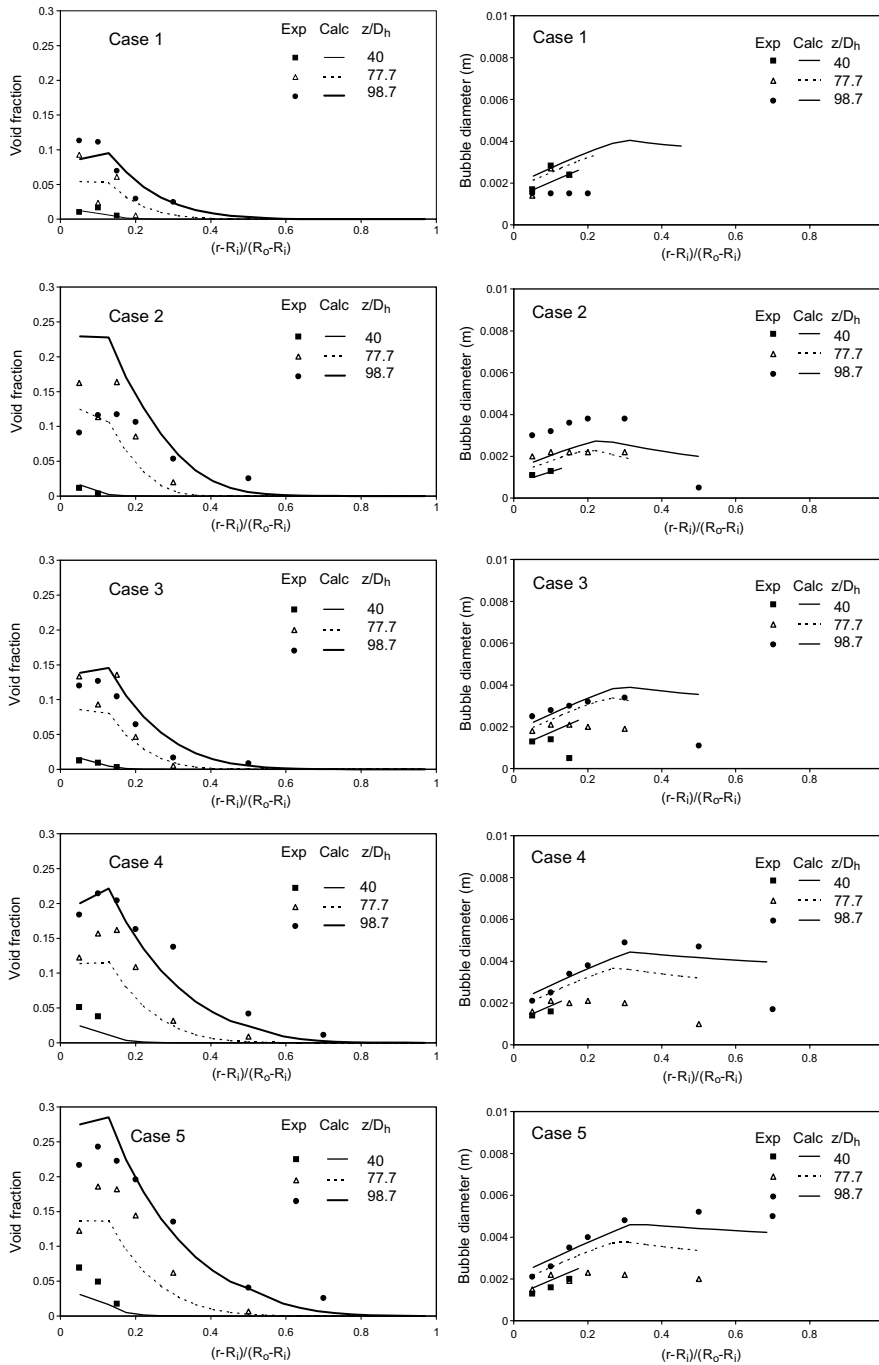 0.3
0.25
0.2
0.15
0.1
0.05
0
Void fraction
Case 1
Exp Calc z/Dh
40
77.7
98.7
0 0.2 0.4 0.6 0.8 1
(r-Ri)/(Ro-Ri)
0.01
0.008
0.006
0.004
0.002
0
Bubble diameter (m)
Case 1
Exp Calc z/Dh
40
77.7
98.7
0 0.2 0.4 0.6 0.8
(r-Ri)/(Ro-Ri)
0.3
0.25
0.2
0.15
0.1
0.05
0
Void fraction
Case 2
Exp Calc z/Dh
40
77.7
98.7
0 0.2 0.4 0.6 0.8 1
(r-Ri)/(Ro-Ri)
0.01
0.008
0.006
0.004
0.002
0
Bubble diameter (m)
Case 2
Exp Calc z/Dh
40
77.7
98.7
0 0.2 0.4 0.6 0.8
(r-Ri)/(Ro-Ri)
0.3
0.25
0.2
0.15
0.1
0.05
0
Void fraction
Case 3
Exp Calc z/Dh
40
77.7
98.7
0 0.2 0.4 0.6 0.8 1
(r-Ri)/(Ro-Ri)
0.01
0.008
0.006
0.004
0.002
0
Bubble diameter (m)
Case 3
Exp Calc z/Dh
40
77.7
98.7
0 0.2 0.4 0.6 0.8
(r-Ri)/(Ro-Ri)
0.3
0.25
0.2
0.15
0.1
0.05
0
Void fraction
Case 4
Exp Calc z/Dh
40
77.7
98.7
0 0.2 0.4 0.6 0.8 1
(r-Ri)/(Ro-Ri)
0.01
0.008
0.006
0.004
0.002
0
Bubble diameter (m)
Case 4
Exp Calc z/Dh
40
77.7
98.7
0 0.2 0.4 0.6 0.8
(r-Ri)/(Ro-Ri)
0.3
0.25
0.2
0.15
0.1
0.05
0
Void fraction
Case 5
Exp Calc z/Dh
40
77.7
98.7
0 0.2 0.4 0.6 0.8 1
(r-Ri)/(Ro-Ri)
0.01
0.008
0.006
0.004
0.002
0
Bubble diameter (m)
Case 5
Exp Calc z/Dh
40
77.7
98.7
0 0.2 0.4 0.6 0.8
(r-Ri)/(Ro-Ri)